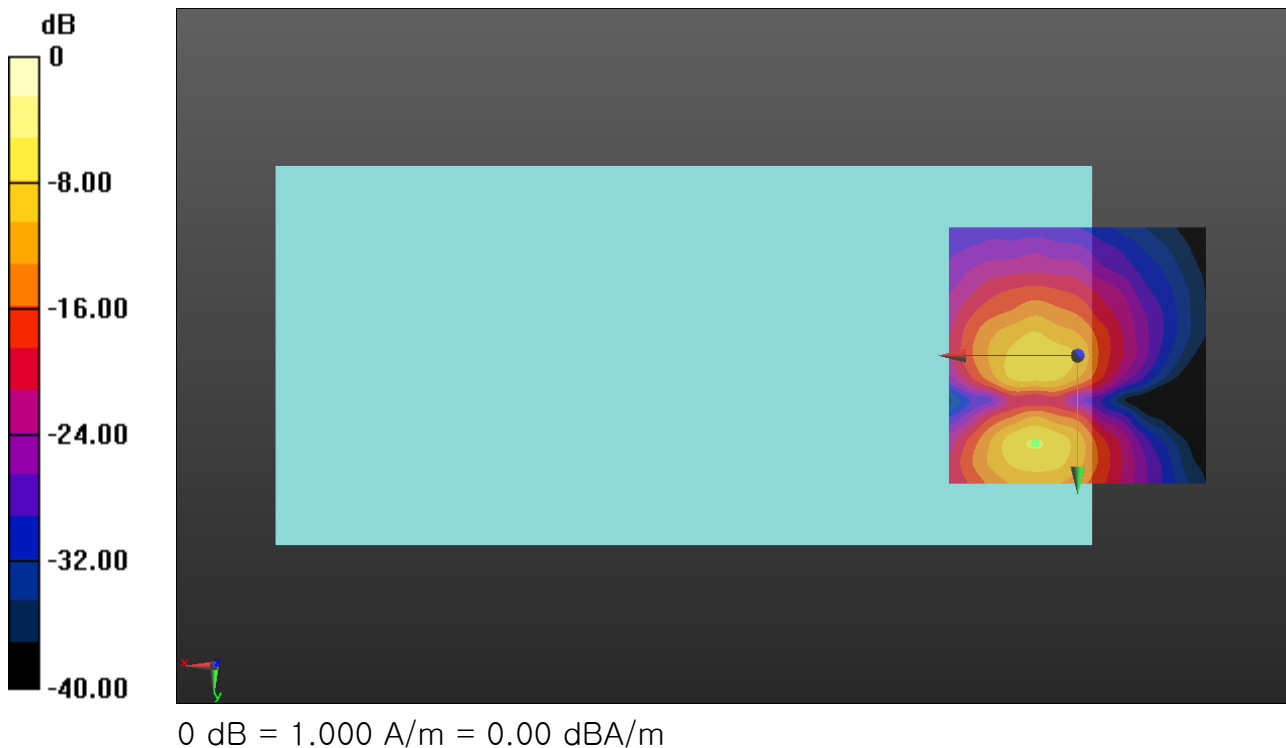 dB
0
-8.00
-16.00
-24.00
-32.00
-40.00
x
z
y
0 dB = 1.000 A/m = 0.00 dBA/m